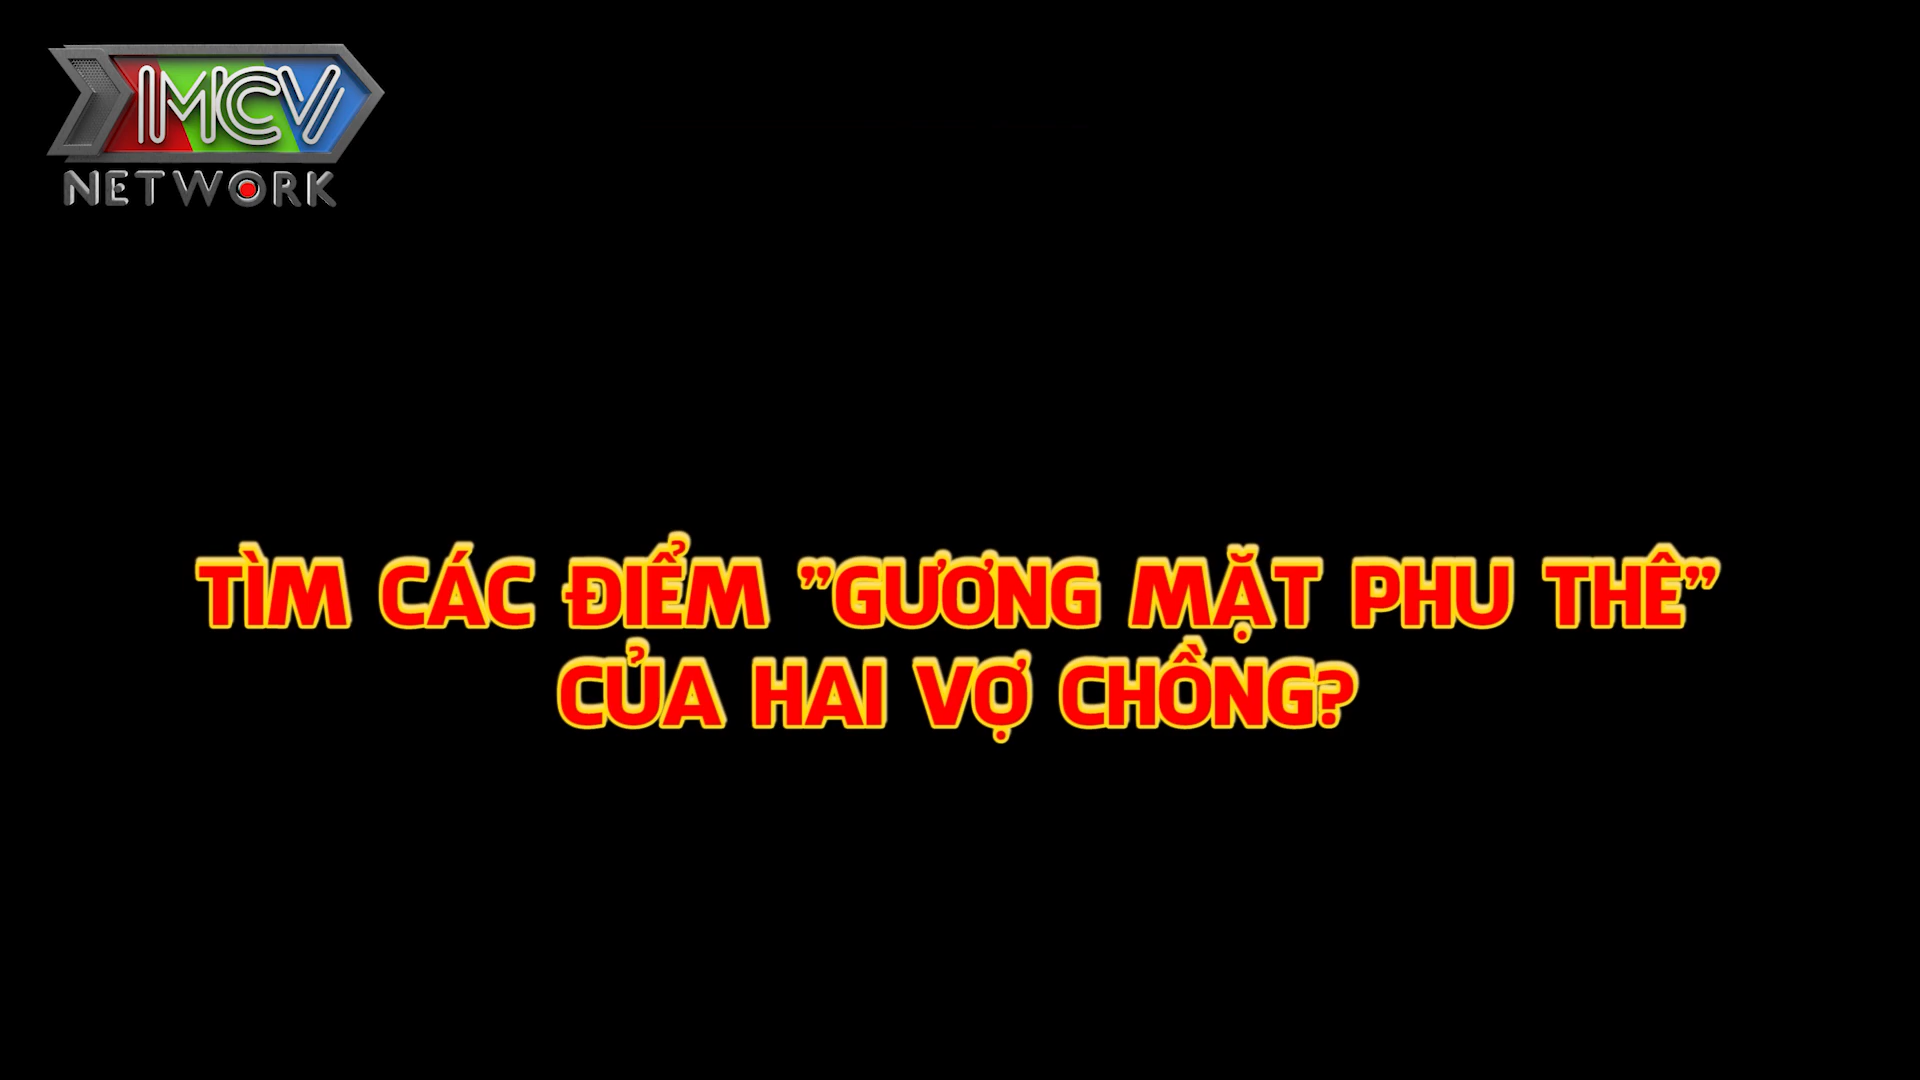 MCV
NETWORK
TÌM CÁC ĐIỂM ”GƯƠNG MẶT PHU THÊ”
CỦA HAI VỢ CHỒNG?